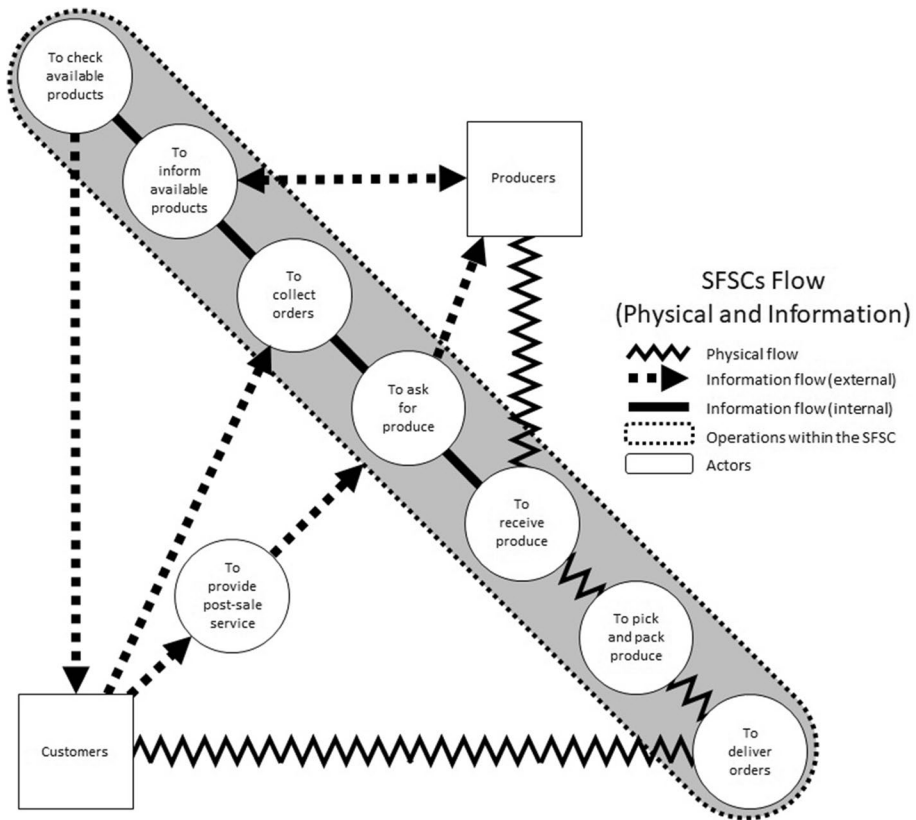 To check
available
products
To
inform
available
products
Producers
To
collect
orders
SFSCs Flow
(Physical and Information)
Physical flow
Information flow (external)
Information flow (internal)
Operations within the SFSC
Actors
To ask
for
produce
To
receive
produce
To
provide
post-sale
service
To pick
and pack
produce
Customers
To
deliver
orders